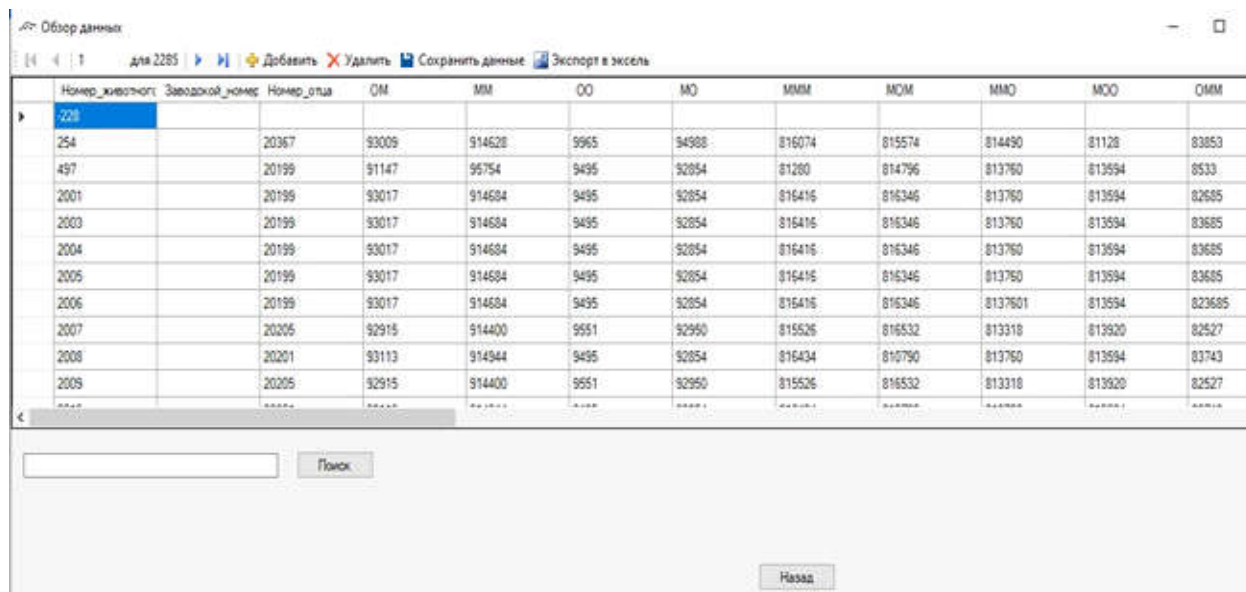 Обзор данных
1 для 2285 Добавить Удалить Сохранить данные Экспорт в эксель
Номер_животног Заводской_номер Номер_отца ОМ ММ ОО МО МММ МОМ ММО МОО ОММ
-228
254 20367 93009 914628 9965 94988 816074 815574 814490 81128 83853
497 20199 91147 95754 9495 92854 81280 814796 813760 813594 8533
2001 20199 93017 914684 9495 92854 816416 816346 813760 813594 82685
2003 20199 93017 914684 9495 92854 816416 816346 813760 813594 83685
2004 20199 93017 914684 9495 92854 816416 816346 813760 813594 83685
2005 20199 93017 914684 9495 92854 816416 816346 813760 813594 83685
2006 20199 93017 914684 9495 92854 816416 816346 8137601 813594 823685
2007 20205 92915 914400 9551 92950 815526 816532 813318 813920 82527
2008 20201 93113 914944 9495 92854 816434 810790 813760 813594 83743
2009 20205 92915 914400 9551 92950 815526 816532 813318 813920 82527
Поиск
Назад